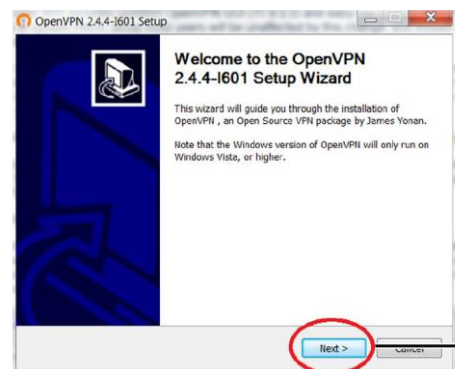 OpenVPN 2.4.4-I601 Setup
Welcome to the OpenVPN
2.4.4-I601 Setup Wizard
This wizard will guide you through the installation of
OpenVPN , an Open Source VPN package by James Yonan.
Note that the Windows version of OpenVPN will only run on
Windows Vista, or higher.
Next >
Cancel